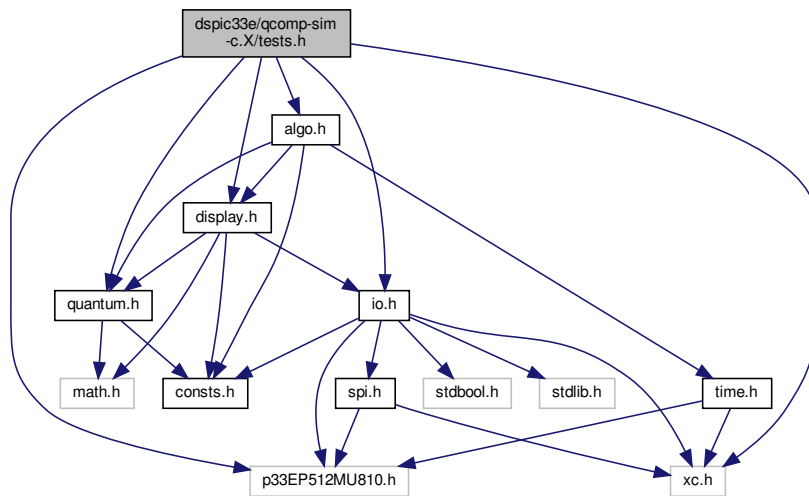 dspic33e/qcomp-sim
-c.X/tests.h
algo.h
display.h
quantum.h
io.h
math.h
consts.h
spi.h
stdbool.h
stdlib.h
time.h
p33EP512MU810.h
xc.h